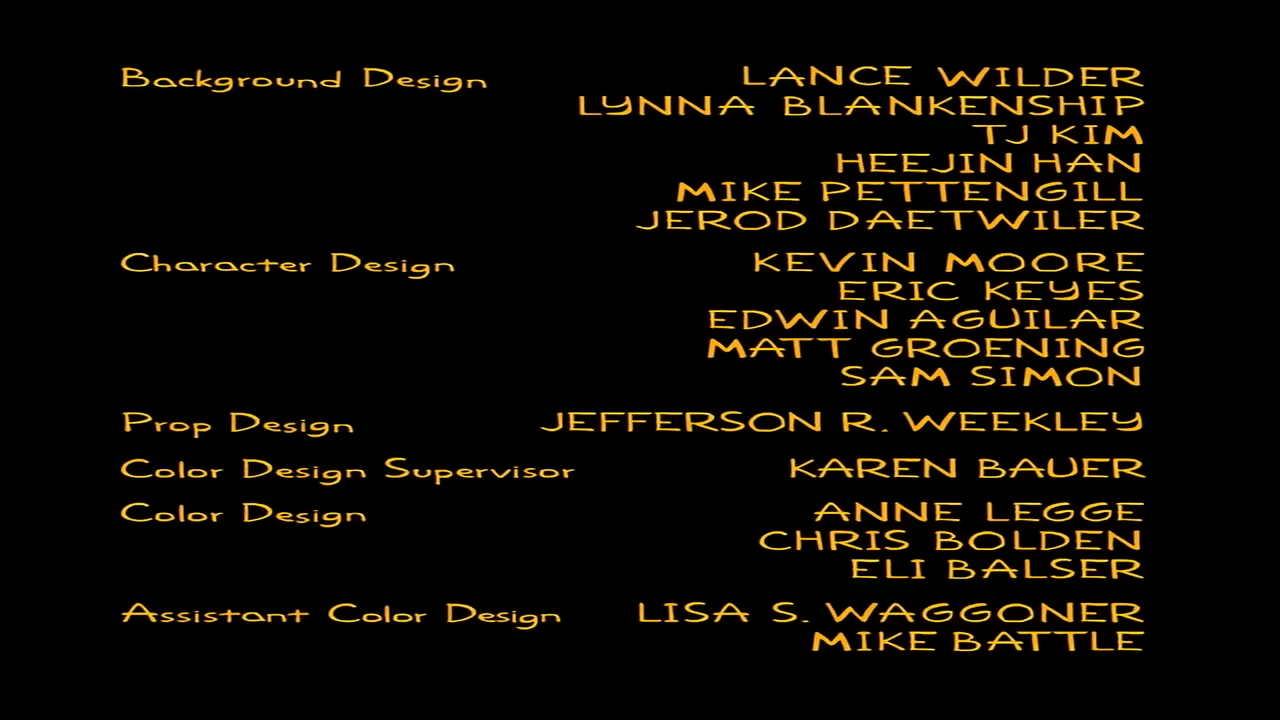 Background Design LANCE WILDER
LYNNA BLANKENSHIP
TJ KIM
HEEJIN HAN
MIKE PETTENGILL
JEROD DAETWILER
Character Design KEVIN MOORE
ERIC KEYES
EDWIN AGUILAR
MATT GROENING
SAM SIMON
Prop Design JEFFERSON R. WEEKLEY
Color Design Supervisor KAREN BAUER
Color Design ANNE LEGGE
CHRIS BOLDEN
ELI BALSER
Assistant Color Design LISA S. WAGGONER
MIKE BATTLE